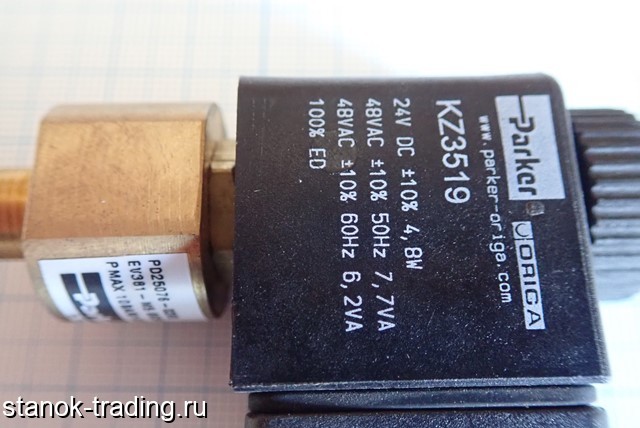 Parker ORIGA
www.parker-origa.com
KZ3519
24V DC ±10% 4,8W
48VAC ±10% 50Hz 7,7VA
48VAC ±10% 60Hz 6,2VA
100% ED
PMAX
stanok-trading.ru